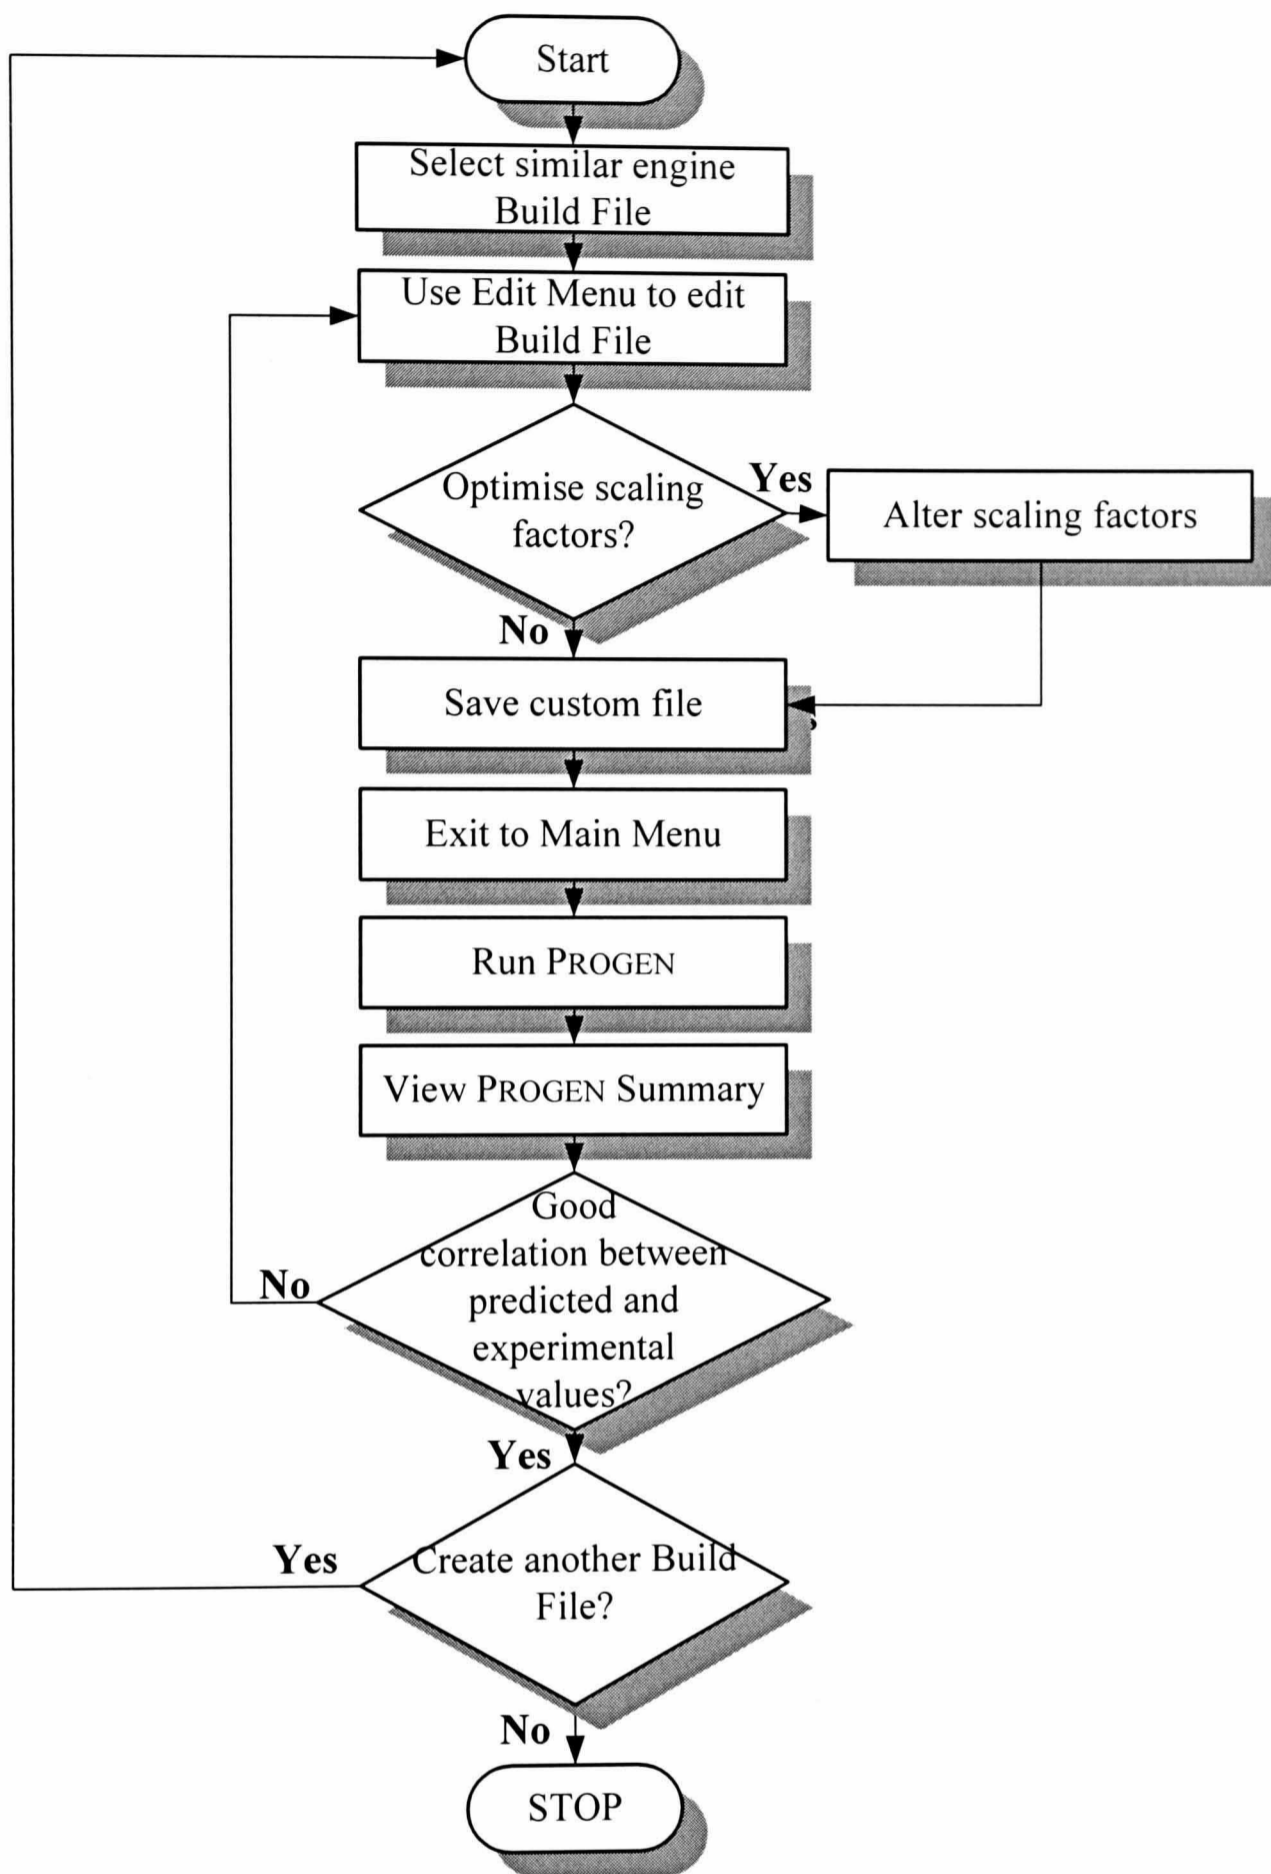 Start
Select similar engine
Build File
Use Edit Menu to edit
Build File
Optimise scaling
factors?
Yes
Alter scaling factors
No
Save custom file
Exit to Main Menu
Run PROGEN
View PROGEN Summary
Good
correlation between
predicted and
experimental
values?
No
Yes
Create another Build
File?
Yes
No
STOP